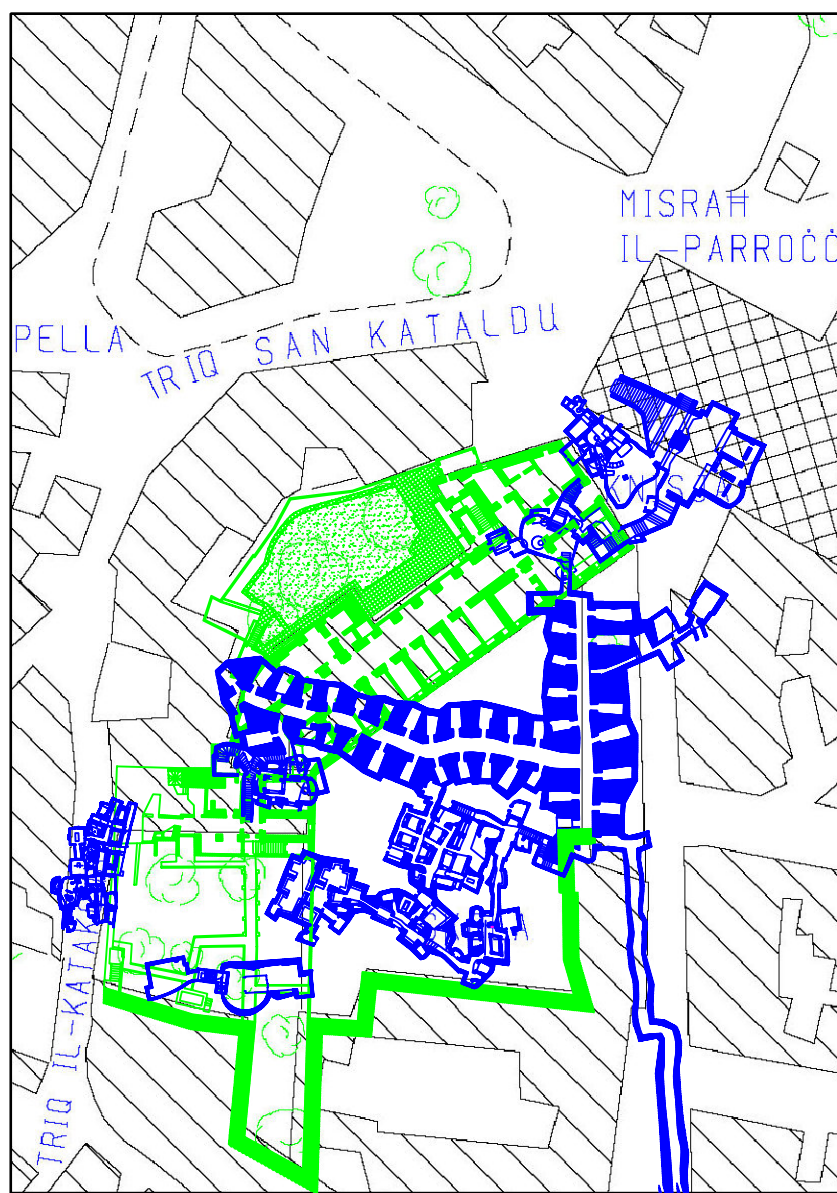 MISRAĦ
IL-PARROĊĊ
PELLA
TRIQ SAN KATALDU
TRIQ IL-KATAK